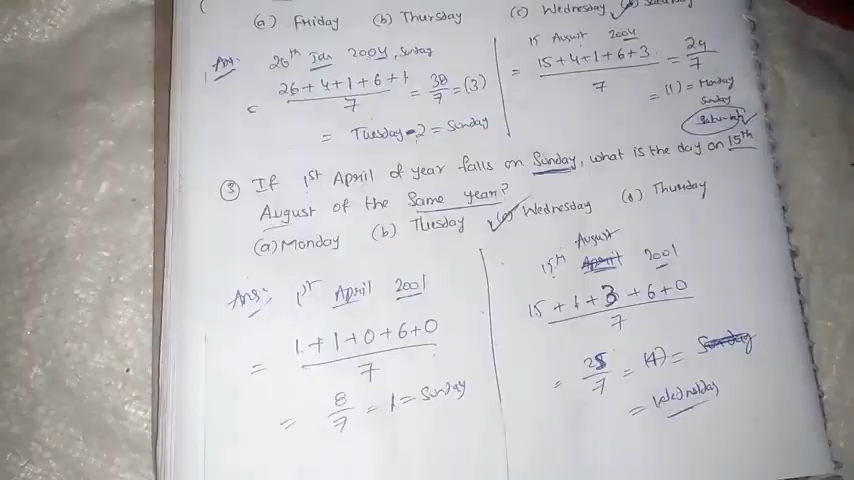 (a) Friday (b) Thursday (c) Wednesday (d) Saturday
Ans: 26th Jan 2004, Sunday
26 + 4 + 1 + 6 + 1 / 7 = 38/7 = (3)
= Tuesday - 2 = Sunday
15 August 2004
= 15 + 4 + 1 + 6 + 3 / 7 = 29/7
= (1) = Monday
Sunday
Saturday
③ If 1st April of year falls on Sunday, what is the day on 15th
August of the Same year?
(a) Monday (b) Tuesday (c) Wednesday (d) Thursday
Ans: 1st April 2001
= 1 + 1 + 0 + 6 + 0 / 7
= 8/7 = 1 = Sunday
August
15th April 2001
15 + 1 + 3 + 6 + 0 / 7
= 25/7 = (4) = Sunday
= Wednesday